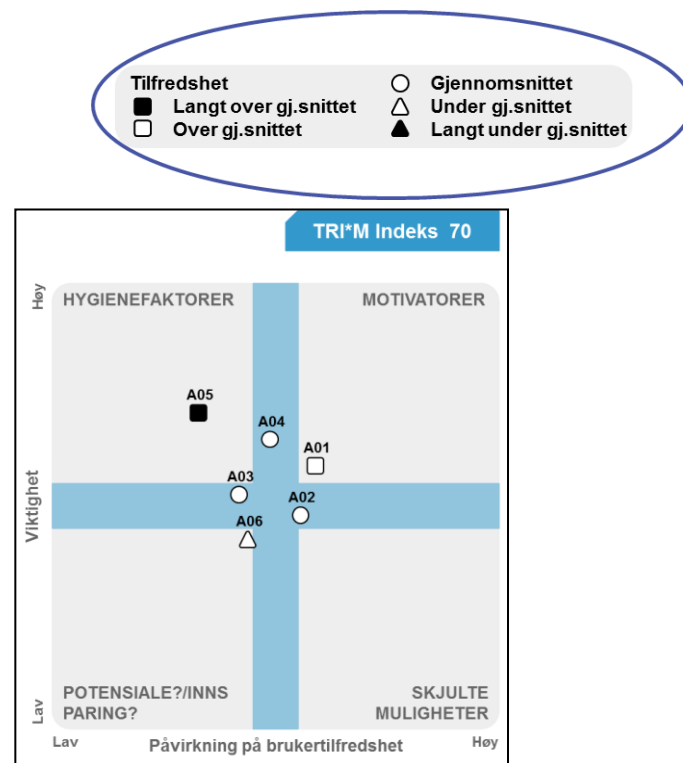 Tilfredshet
Langt over gj.snittet
Over gj.snittet
Gjennomsnittet
Under gj.snittet
Langt under gj.snittet
TRI*M Indeks 70
Høy
HYGIENEFAKTORER
MOTIVATORER
A05
A04
A01
A03
A02
A06
Viktighet
POTENSIALE?/INNS
PARING?
SKJULTE
MULIGHETER
Lav
Lav
Påvirkning på brukertilfredshet
Høy